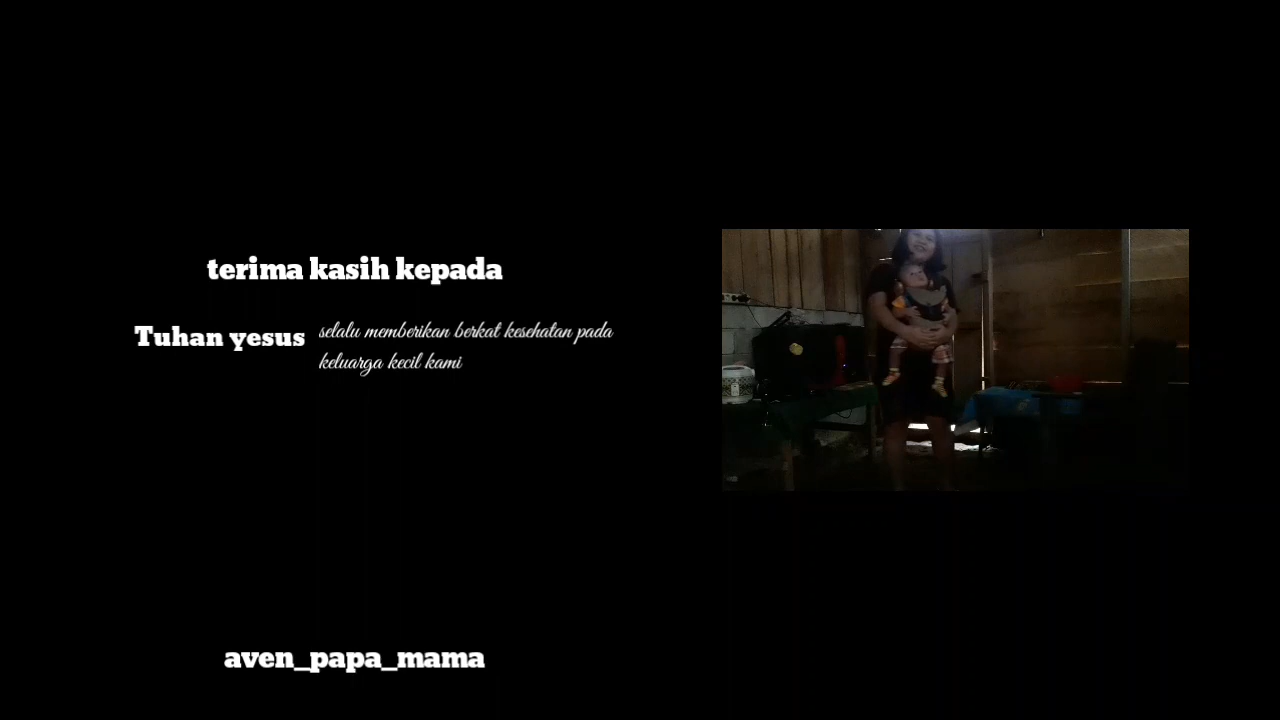 terima kasih kepada
Tuhan yesus
selalu memberikan berkat kesehatan pada
keluarga kecil kami
aven_papa_mama